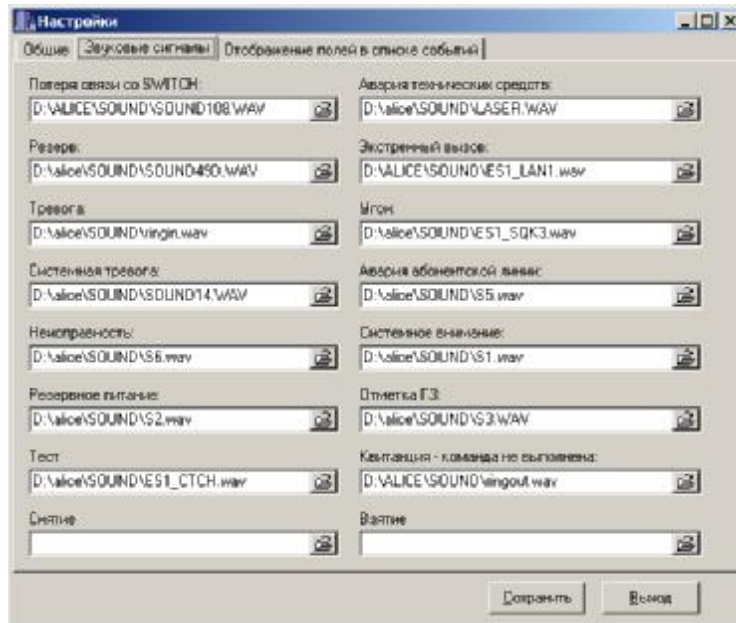 Настройки
Общие Звуковые сигналы Отображение полей в списке событий
Потеря связи со SWITCH:
D:\ALICE\SOUND\SOUND108.WAV
Резерв:
D:\alice\SOUND\SOUND49D.WAV
Тревога:
D:\alice\SOUND\ringin.wav
Системная тревога:
D:\alice\SOUND\SOUND14.WAV
Неисправность:
D:\alice\SOUND\S6.wav
Резервное питание:
D:\alice\SOUND\S2.wav
Тест
D:\alice\SOUND\ES1_CTCH.wav
Снятие
Авария технических средств:
D:\alice\SOUND\LASER.WAV
Экстренный вызов:
D:\ALICE\SOUND\ES1_LAN1.wav
Угон
D:\alice\SOUND\ES1_SQK3.wav
Авария абонентской линии:
D:\alice\SOUND\S5.wav
Системное внимание:
D:\alice\SOUND\S1.wav
Отметка ГЗ:
D:\alice\SOUND\S3.WAV
Квитанция - команда не выполнена:
D:\ALICE\SOUND\ringout.wav
Взятие
Сохранить Выход